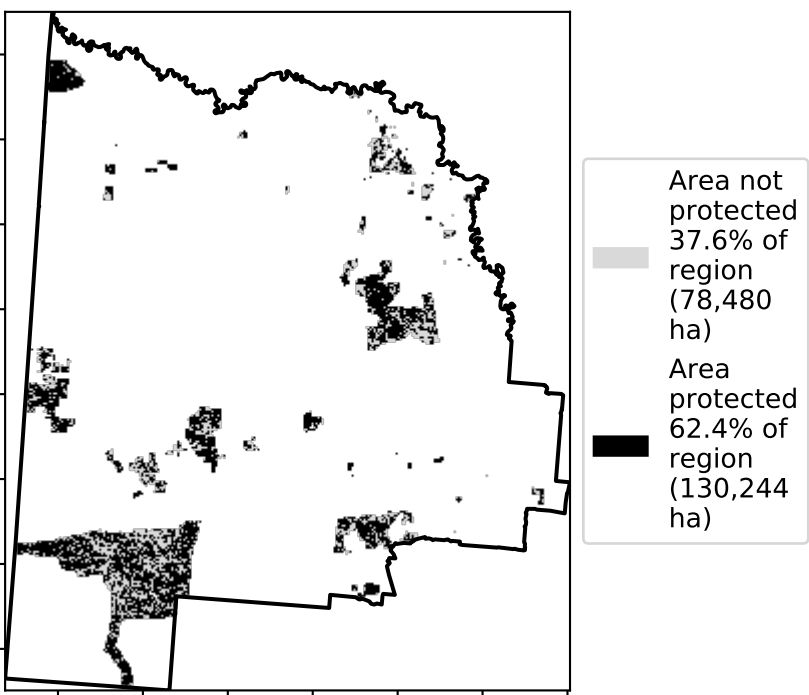 Area not
protected
37.6% of
region
(78,480
ha)
Area
protected
62.4% of
region
(130,244
ha)